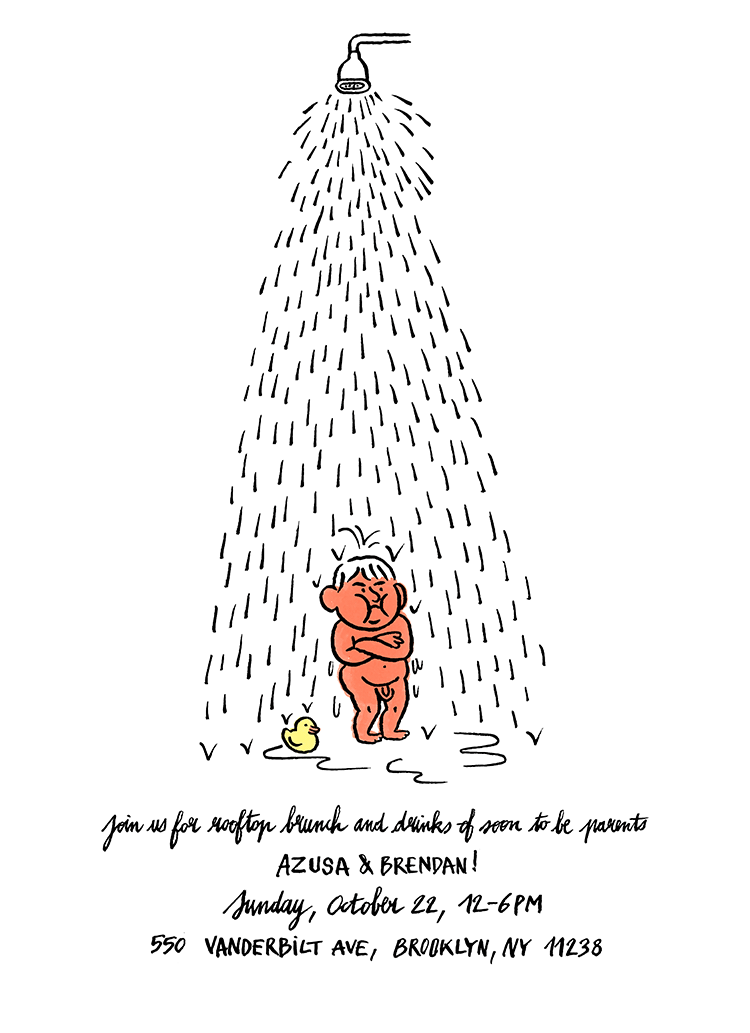 Join us for rooftop brunch and drinks of soon to be parents
AZUSA & BRENDAN!
Sunday, October 22, 12-6PM
550 VANDERBILT AVE, BROOKLYN, NY 11238